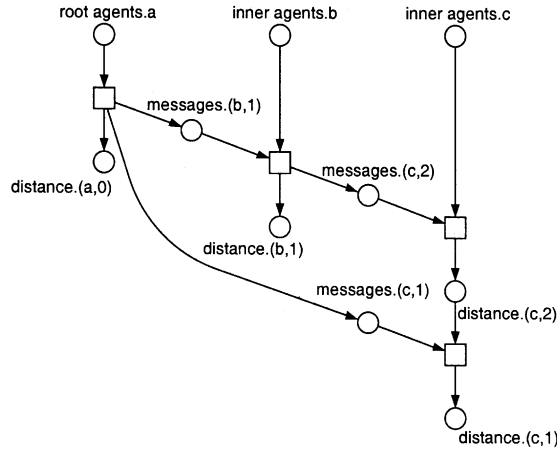 root agents.a
inner agents.b
inner agents.c
messages.(b,1)
messages.(c,2)
distance.(a,0)
distance.(b,1)
messages.(c,1)
distance.(c,2)
distance.(c,1)